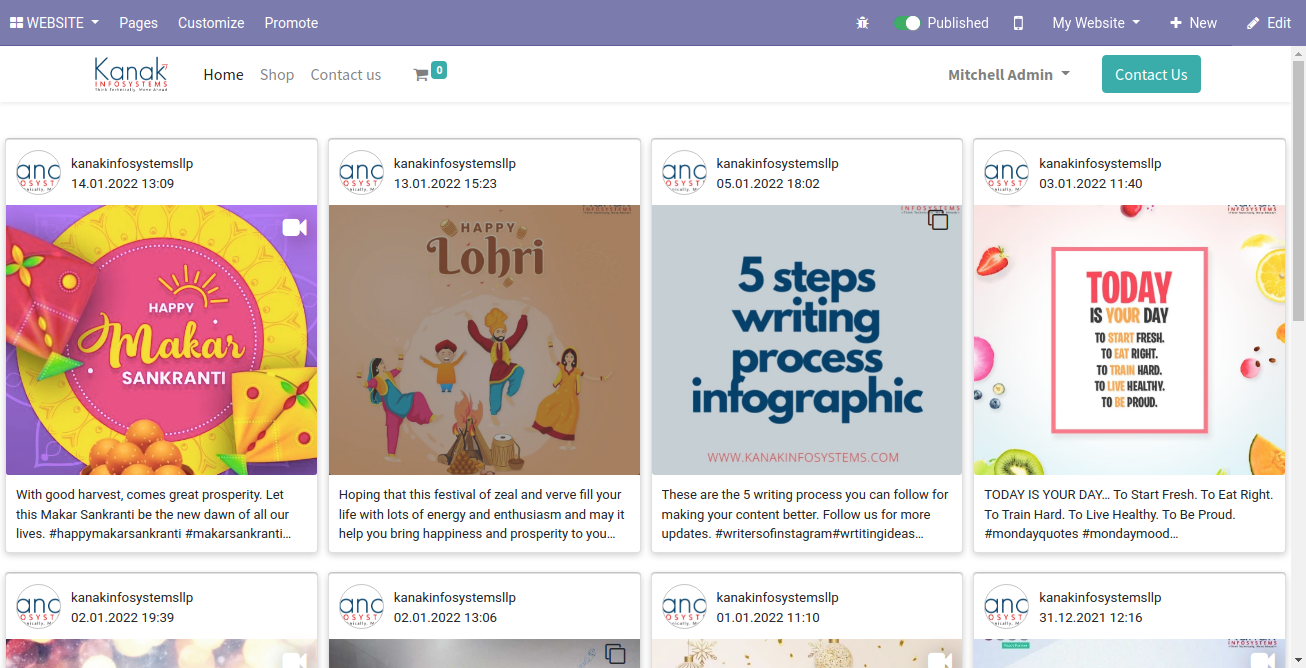 WEBSITE Pages Customize Promote Published My Website New Edit
Kanak
INFOSYSTEMS
Think Technically, Move Ahead
Home Shop Contact us 0 Mitchell Admin Contact Us
kanakinfosystemsllp
14.01.2022 13:09
HAPPY
Makar
SANKRANTI
With good harvest, comes great prosperity. Let
this Makar Sankranti be the new dawn of all our
lives. #happymakarsankranti #makarsankranti...
kanakinfosystemsllp
13.01.2022 15:23
INFOSYSTEMS
HAPPY
Lohri
Hoping that this festival of zeal and verve fill your
life with lots of energy and enthusiasm and may it
help you bring happiness and prosperity to you...
kanakinfosystemsllp
05.01.2022 18:02
INFOSYSTEMS
5 steps
writing
process
infographic
WWW.KANAKINFOSYSTEMS.COM
These are the 5 writing process you can follow for
making your content better. Follow us for more
updates. #writersofinstagram#wrtitingideas...
kanakinfosystemsllp
03.01.2022 11:40
INFOSYSTEMS
TODAY
IS YOUR DAY
TO START FRESH.
TO EAT RIGHT.
TO TRAIN HARD.
TO LIVE HEALTHY.
TO BE PROUD.
TODAY IS YOUR DAY... To Start Fresh. To Eat Right.
To Train Hard. To Live Healthy. To Be Proud.
#mondayquotes #mondaymood...
kanakinfosystemsllp
02.01.2022 19:39
kanakinfosystemsllp
02.01.2022 13:06
kanakinfosystemsllp
01.01.2022 11:10
kanakinfosystemsllp
31.12.2021 12:16
INFOSYSTEMS